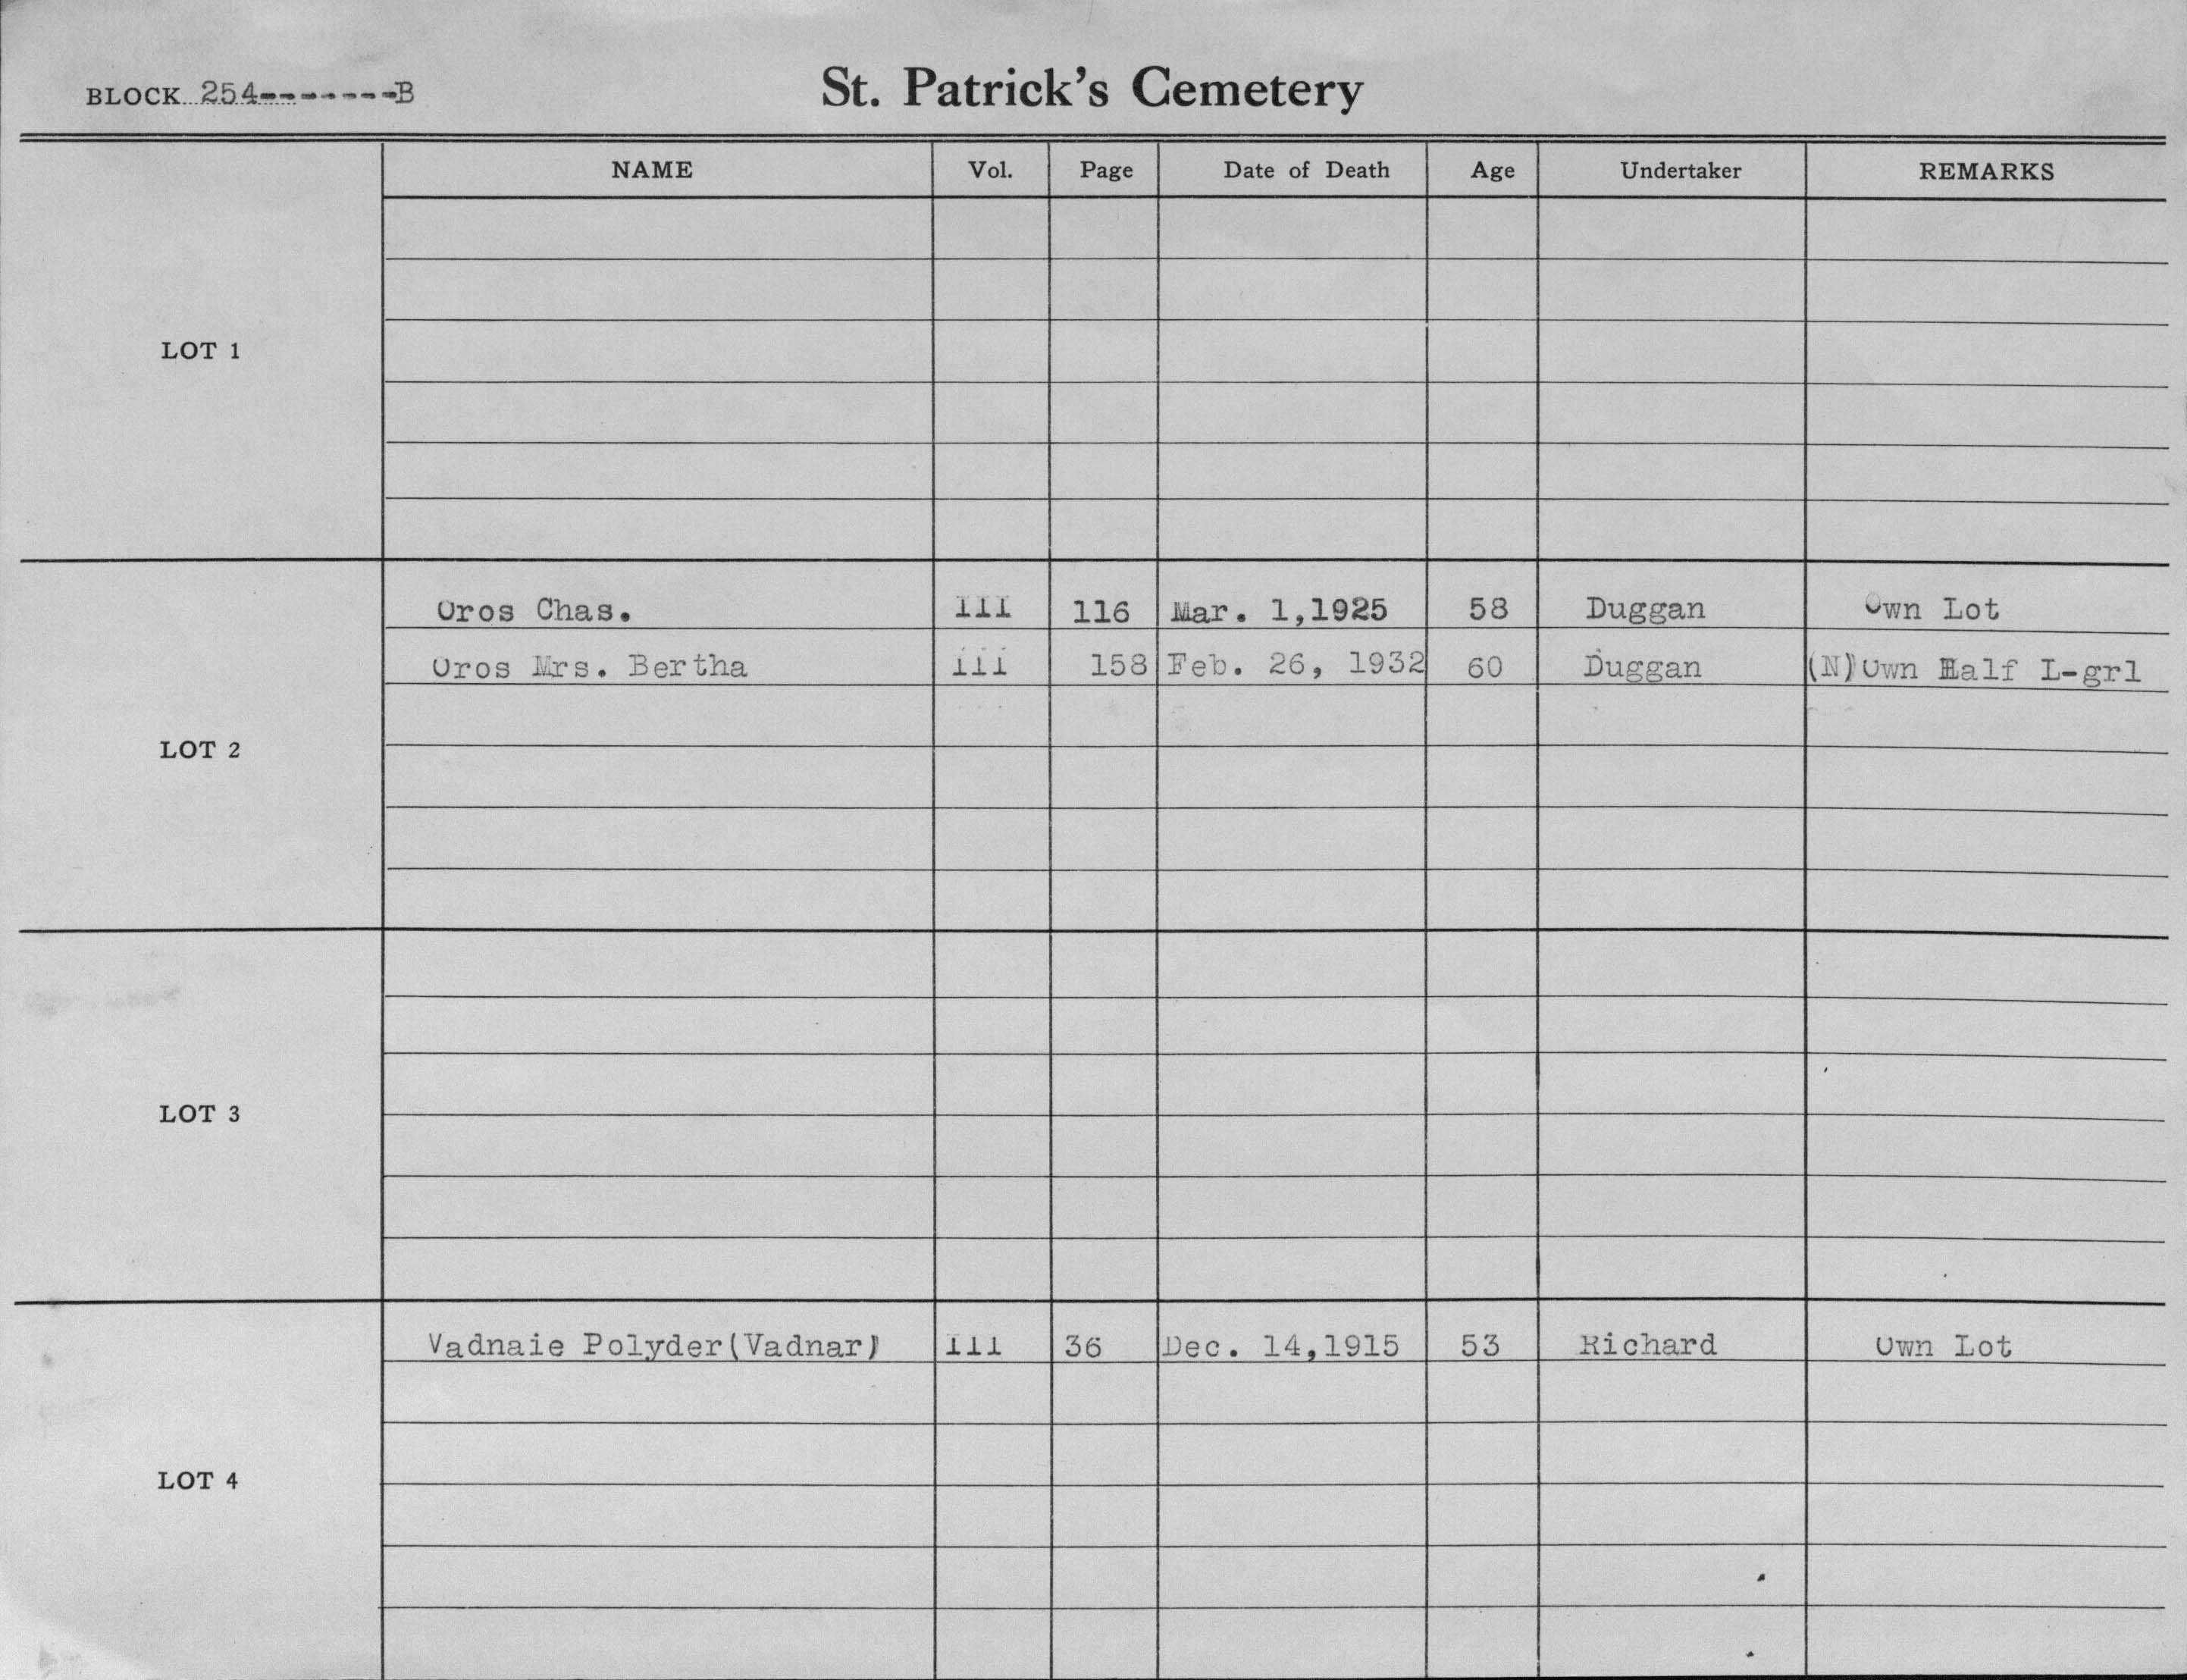 BLOCK 254--------B
St. Patrick's Cemetery
NAME Vol. Page Date of Death Age Undertaker REMARKS
LOT 1
Oros Chas. III 116 Mar. 1,1925 58 Duggan Own Lot
Oros Mrs. Bertha III 158 Feb. 26, 1932 60 Duggan (N) Own Half L-grl
LOT 2
LOT 3
Vadnaie Polyder(Vadnar) III 36 Dec. 14,1915 53 Richard Own Lot
LOT 4